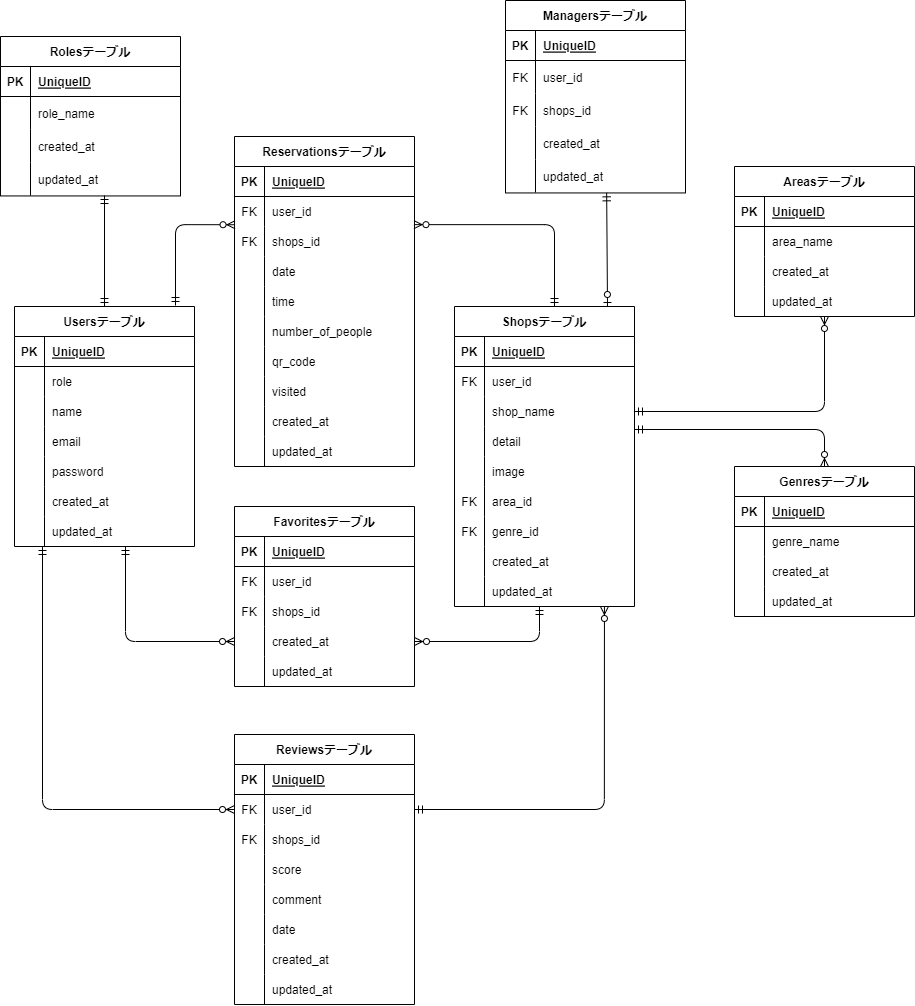 Rolesテーブル
PK UniqueID
role_name
created_at
updated_at
Managersテーブル
PK UniqueID
FK user_id
FK shops_id
created_at
updated_at
Reservationsテーブル
PK UniqueID
FK user_id
FK shops_id
date
time
number_of_people
qr_code
visited
created_at
updated_at
Areasテーブル
PK UniqueID
area_name
created_at
updated_at
Usersテーブル
PK UniqueID
role
name
email
password
created_at
updated_at
Shopsテーブル
PK UniqueID
FK user_id
shop_name
detail
image
FK area_id
FK genre_id
created_at
updated_at
Genresテーブル
PK UniqueID
genre_name
created_at
updated_at
Favoritesテーブル
PK UniqueID
FK user_id
FK shops_id
created_at
updated_at
Reviewsテーブル
PK UniqueID
FK user_id
FK shops_id
score
comment
date
created_at
updated_at